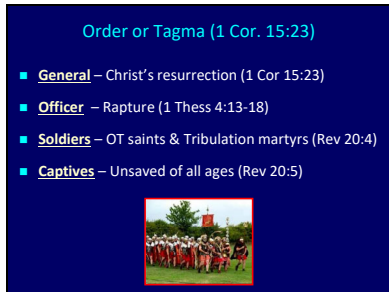 Order or Tagma (1 Cor. 15:23)
General – Christ's resurrection (1 Cor 15:23)
Officer – Rapture (1 Thess 4:13-18)
Soldiers – OT saints & Tribulation martyrs (Rev 20:4)
Captives – Unsaved of all ages (Rev 20:5)